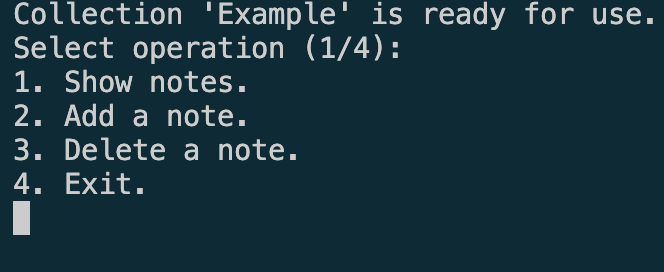 Collection 'Example' is ready for use.
Select operation (1/4):
1. Show notes.
2. Add a note.
3. Delete a note.
4. Exit.